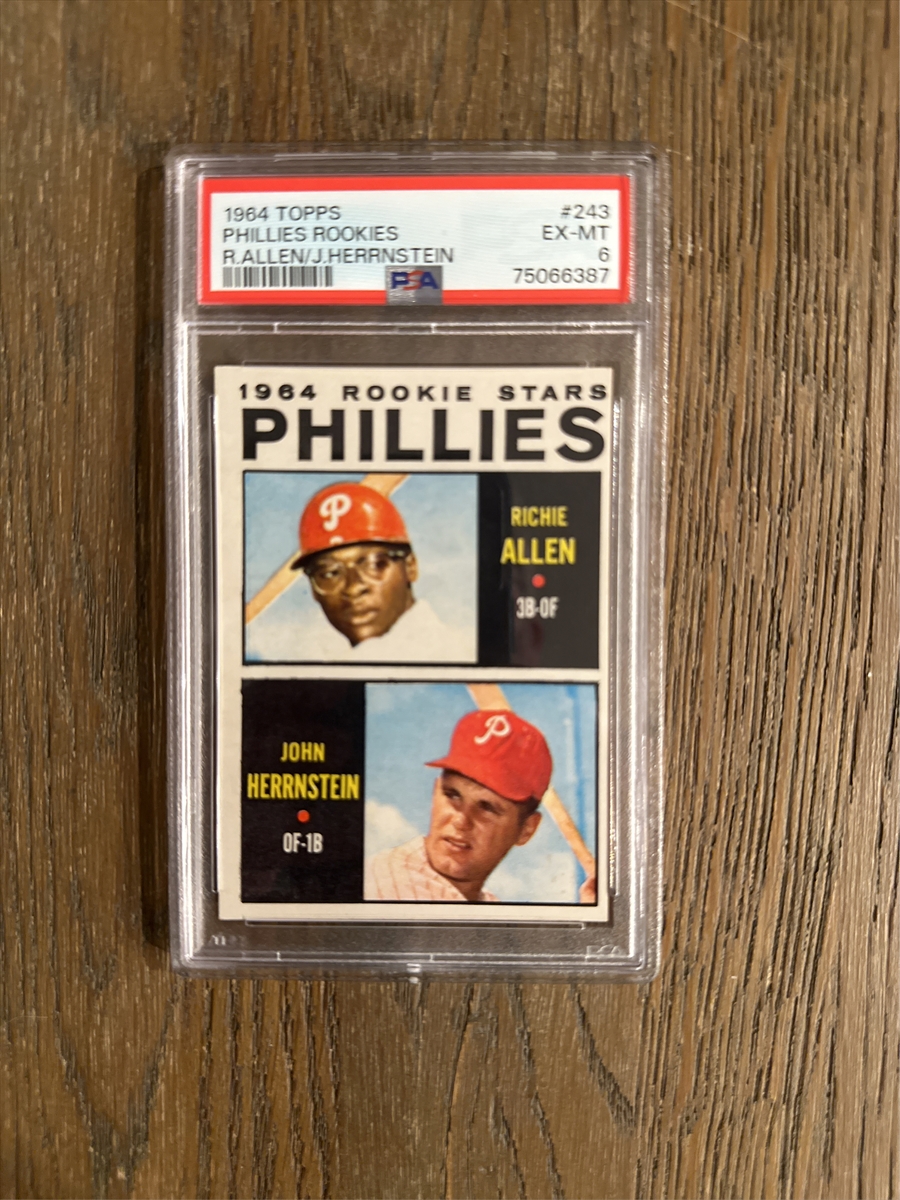 1964 TOPPS #243
PHILLIES ROOKIES EX-MT
R.ALLEN/J.HERRNSTEIN 6
PSA 75066387
1964 ROOKIE STARS
PHILLIES
P
RICHIE
ALLEN
3B-OF
P
JOHN
HERRNSTEIN
OF-1B